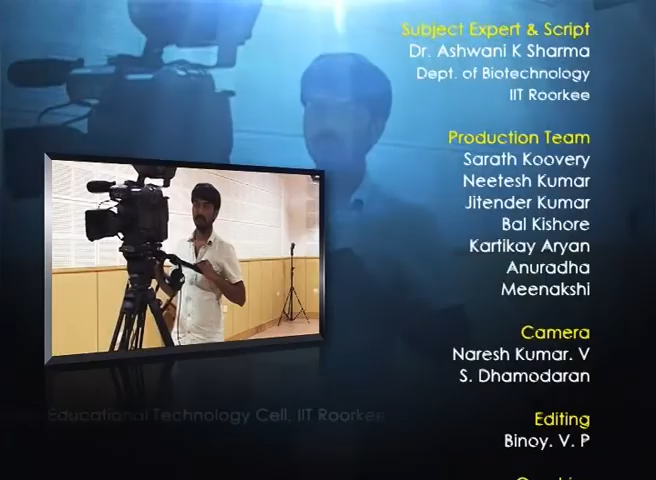 Subject Expert & Script
Dr. Ashwani K Sharma
Dept. of Biotechnology
IIT Roorkee
Production Team
Sarath Koovery
Neetesh Kumar
Jitender Kumar
Bal Kishore
Kartikay Aryan
Anuradha
Meenakshi
Camera
Naresh Kumar. V
S. Dhamodaran
Educational Technology Cell, IIT Roorkee
Editing
Binoy. V. P